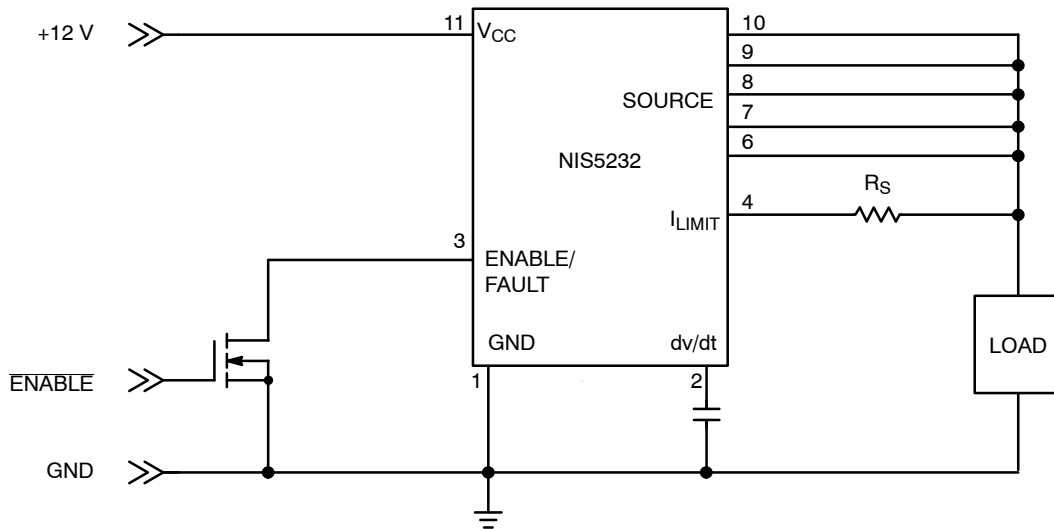 +12 V
11
V_CC
10
9
8
SOURCE
7
NIS5232
6
R_S
4
I_LIMIT
3
ENABLE/
FAULT
GND
dv/dt
LOAD
ENABLE
1
2
GND